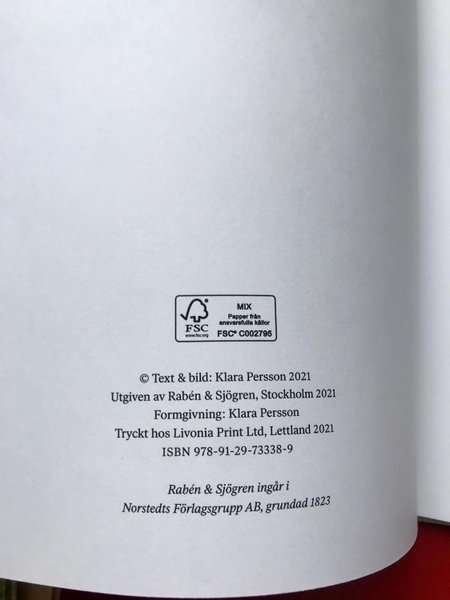 MIX
Papper från
ansvarsfulla källor
FSC® C002795
FSC
www.fsc.org
© Text & bild: Klara Persson 2021
Utgiven av Rabén & Sjögren, Stockholm 2021
Formgivning: Klara Persson
Tryckt hos Livonia Print Ltd, Lettland 2021
ISBN 978-91-29-73338-9
Rabén & Sjögren ingår i
Norstedts Förlagsgrupp AB, grundad 1823